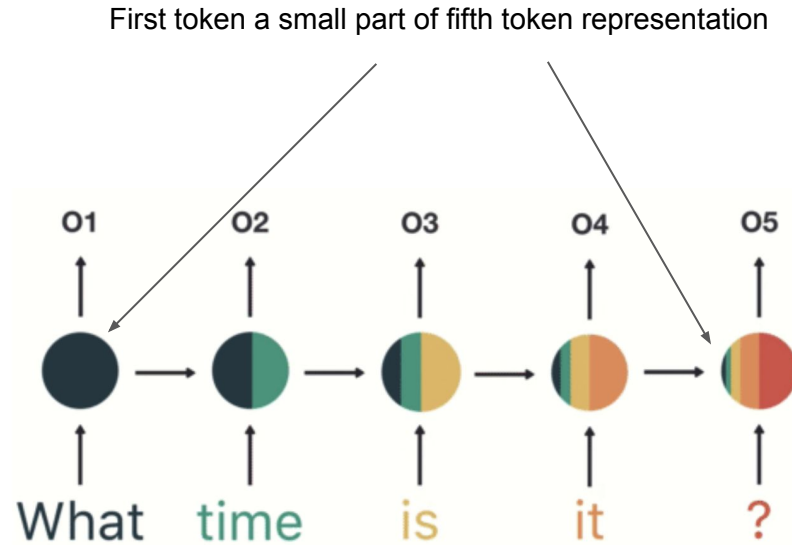 First token a small part of fifth token representation
O1 O2 O3 O4 O5
What time is it ?